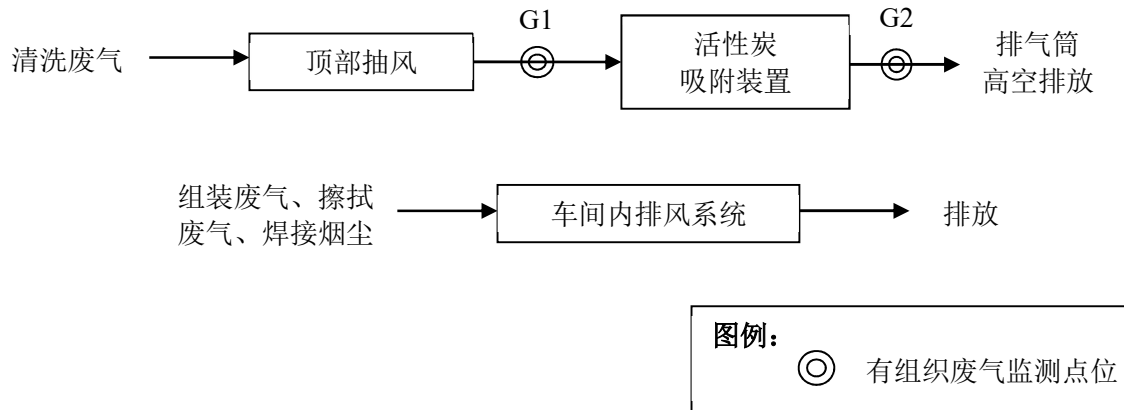 G1
G2
清洗废气
顶部抽风
活性炭
吸附装置
排气筒
高空排放
组装废气、擦拭
废气、焊接烟尘
车间内排风系统
排放
图例：
有组织废气监测点位